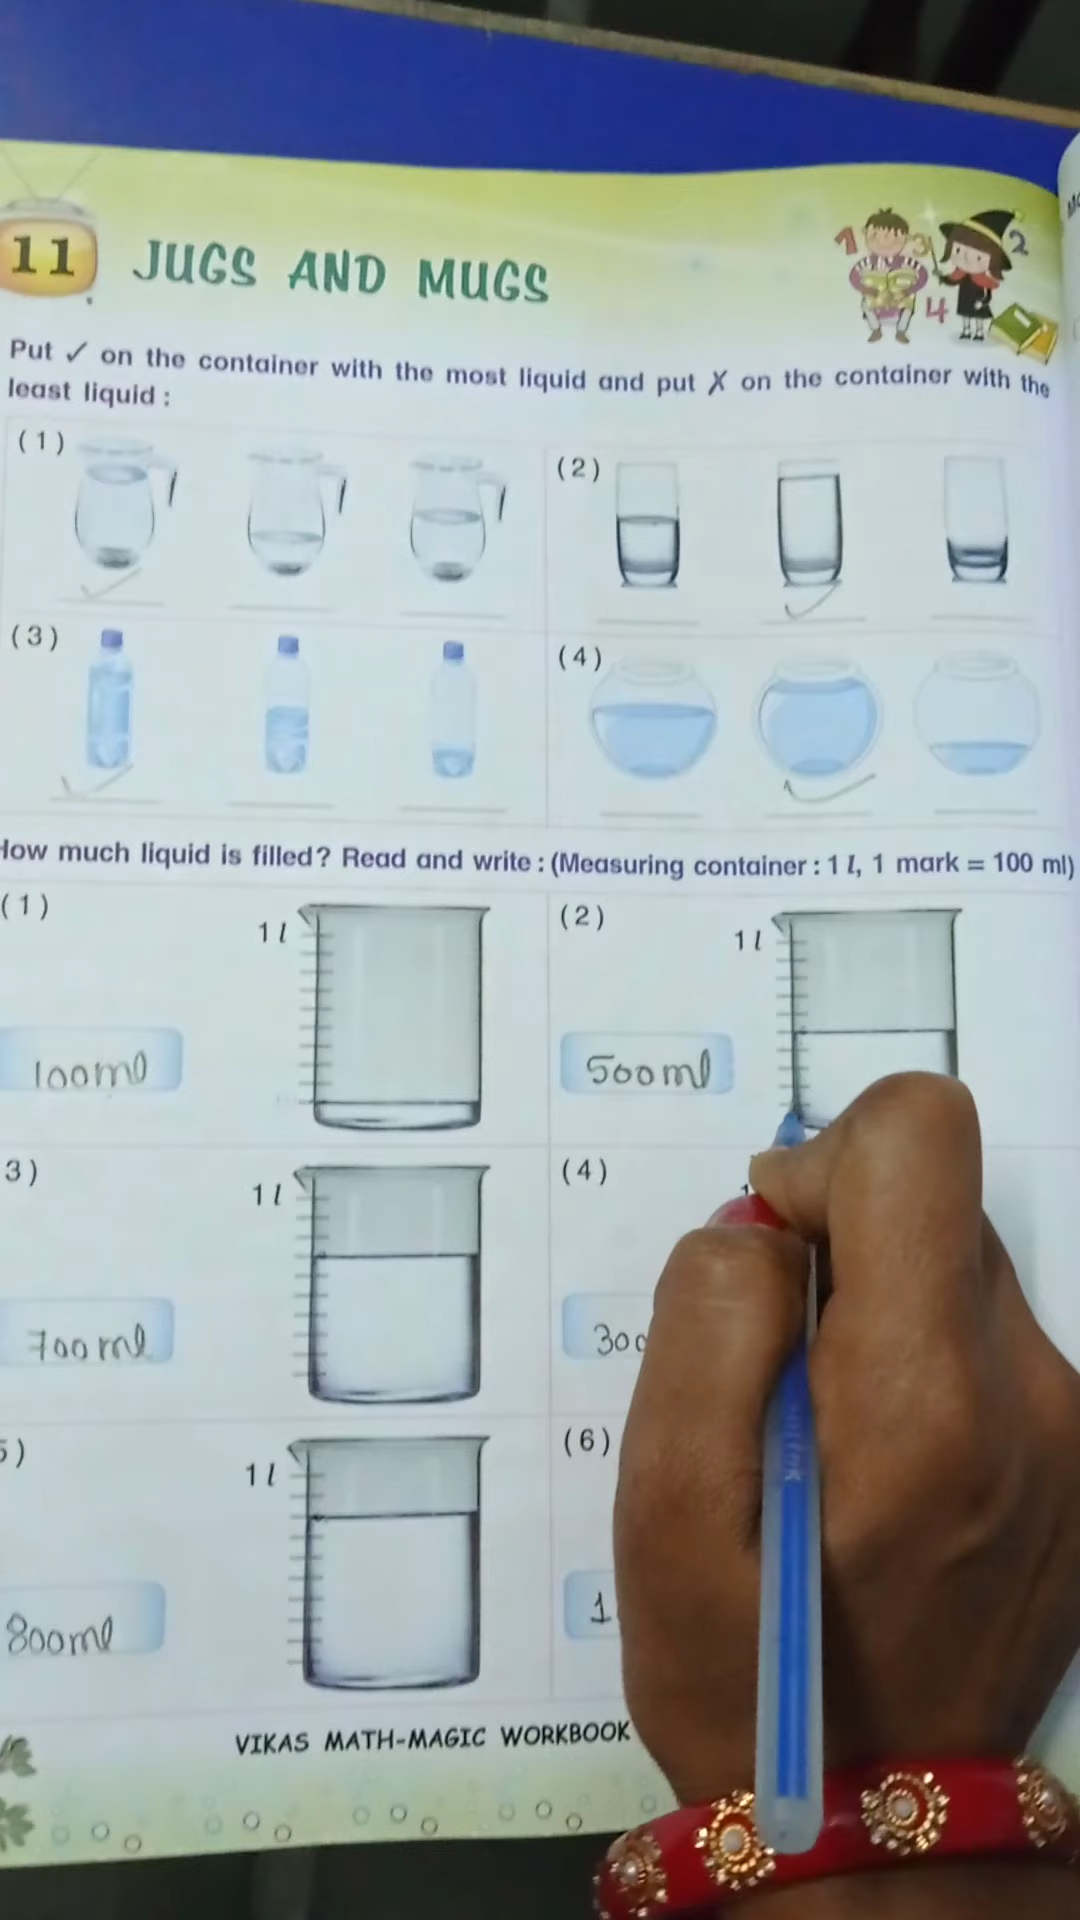 11 JUGS AND MUGS
Put ✓ on the container with the most liquid and put ✗ on the container with the
least liquid :
(1)
(2)
(3)
(4)
How much liquid is filled? Read and write : (Measuring container : 1 l, 1 mark = 100 ml)
(1)
1 l
100ml
(2)
1 l
500ml
3)
1 l
700ml
(4)
300
5)
1 l
800ml
(6)
1
VIKAS MATH-MAGIC WORKBOOK